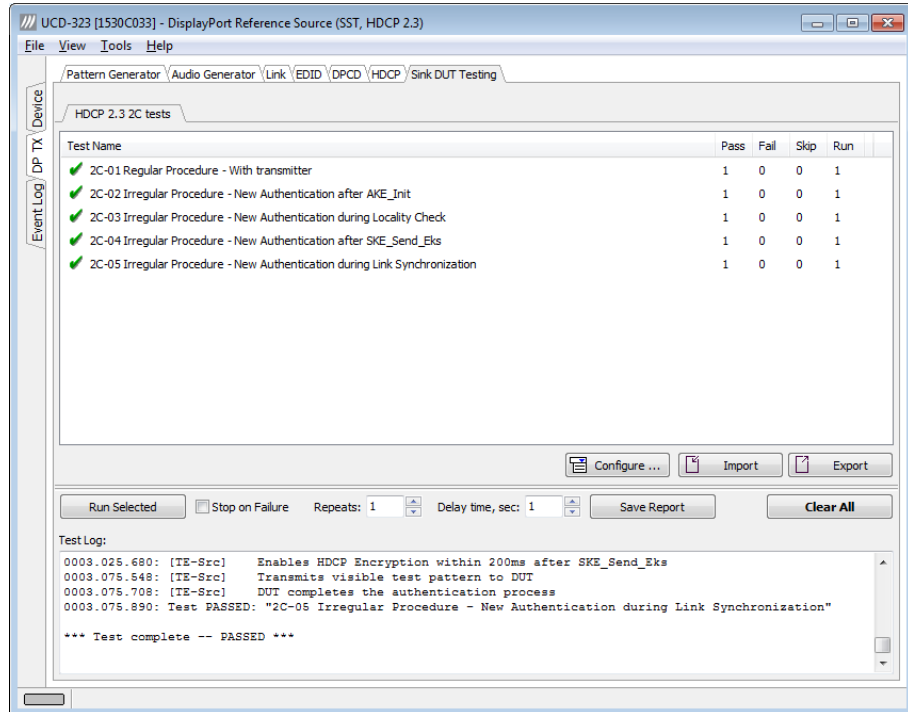 UCD-323 [1530C033] - DisplayPort Reference Source (SST, HDCP 2.3)
File View Tools Help
Pattern Generator Audio Generator Link EDID DPCD HDCP Sink DUT Testing
Device
DP TX
Event Log
HDCP 2.3 2C tests
Test Name Pass Fail Skip Run
2C-01 Regular Procedure - With transmitter 1 0 0 1
2C-02 Irregular Procedure - New Authentication after AKE_Init 1 0 0 1
2C-03 Irregular Procedure - New Authentication during Locality Check 1 0 0 1
2C-04 Irregular Procedure - New Authentication after SKE_Send_Eks 1 0 0 1
2C-05 Irregular Procedure - New Authentication during Link Synchronization 1 0 0 1
Configure ... Import Export
Run Selected Stop on Failure Repeats: 1 Delay time, sec: 1 Save Report Clear All
Test Log:
0003.025.680: [TE-Src] Enables HDCP Encryption within 200ms after SKE_Send_Eks
0003.075.548: [TE-Src] Transmits visible test pattern to DUT
0003.075.708: [TE-Src] DUT completes the authentication process
0003.075.890: Test PASSED: "2C-05 Irregular Procedure - New Authentication during Link Synchronization"
*** Test complete -- PASSED ***